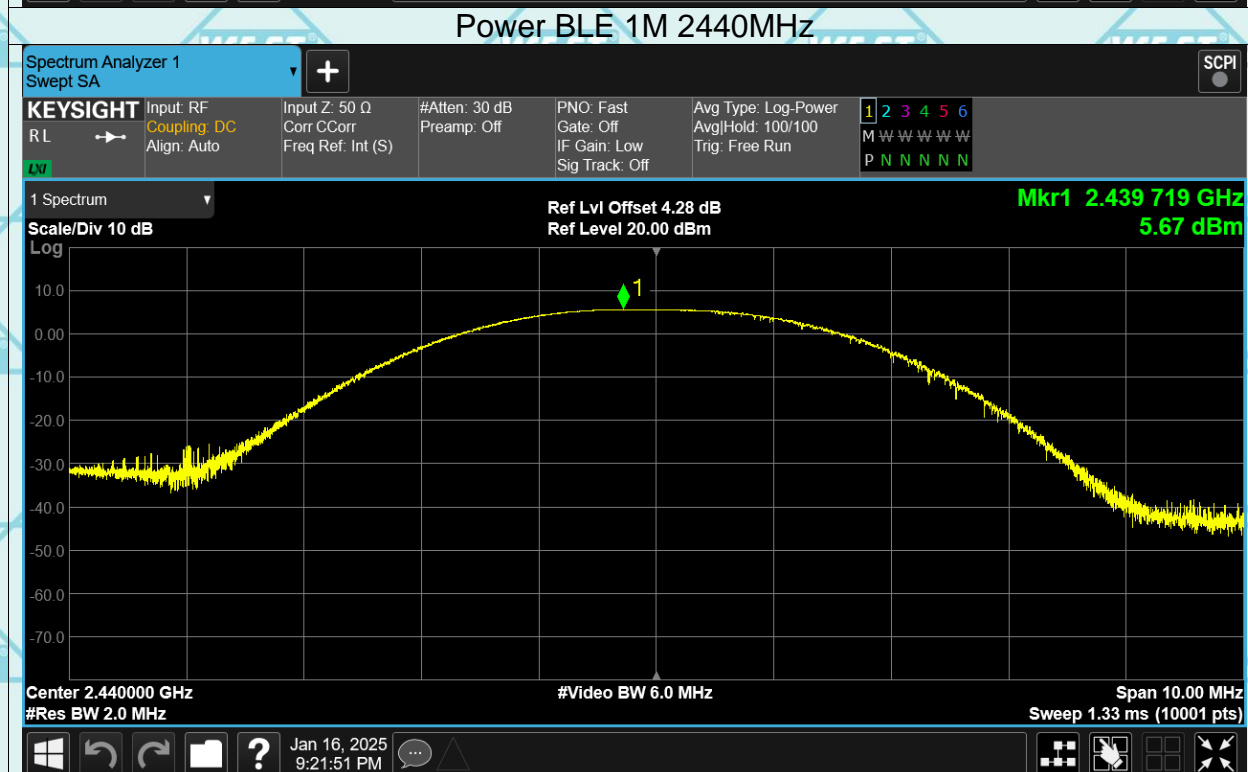 Power BLE 1M 2440MHz
Spectrum Analyzer 1
Swept SA
+
SCPI
KEYSIGHT
RL
LXI
Input: RF
Coupling: DC
Align: Auto
Input Z: 50 Ω
Corr CCorr
Freq Ref: Int (S)
#Atten: 30 dB
Preamp: Off
PNO: Fast
Gate: Off
IF Gain: Low
Sig Track: Off
Avg Type: Log-Power
Avg|Hold: 100/100
Trig: Free Run
1 2 3 4 5 6
M W W W W W
P N N N N N
1 Spectrum
Scale/Div 10 dB
Log
Ref Lvl Offset 4.28 dB
Ref Level 20.00 dBm
Mkr1 2.439 719 GHz
5.67 dBm
1
10.0
0.00
-10.0
-20.0
-30.0
-40.0
-50.0
-60.0
-70.0
Center 2.440000 GHz
#Res BW 2.0 MHz
#Video BW 6.0 MHz
Span 10.00 MHz
Sweep 1.33 ms (10001 pts)
?
Jan 16, 2025
9:21:51 PM